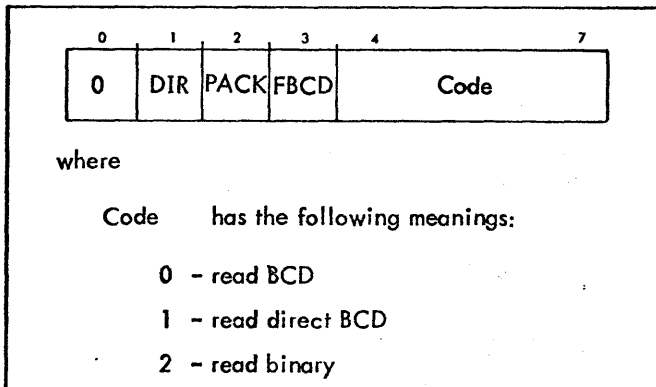 0 1 2 3 4 7
0 DIR PACK FBCD Code
where
Code has the following meanings:
0 - read BCD
1 - read direct BCD
2 - read binary